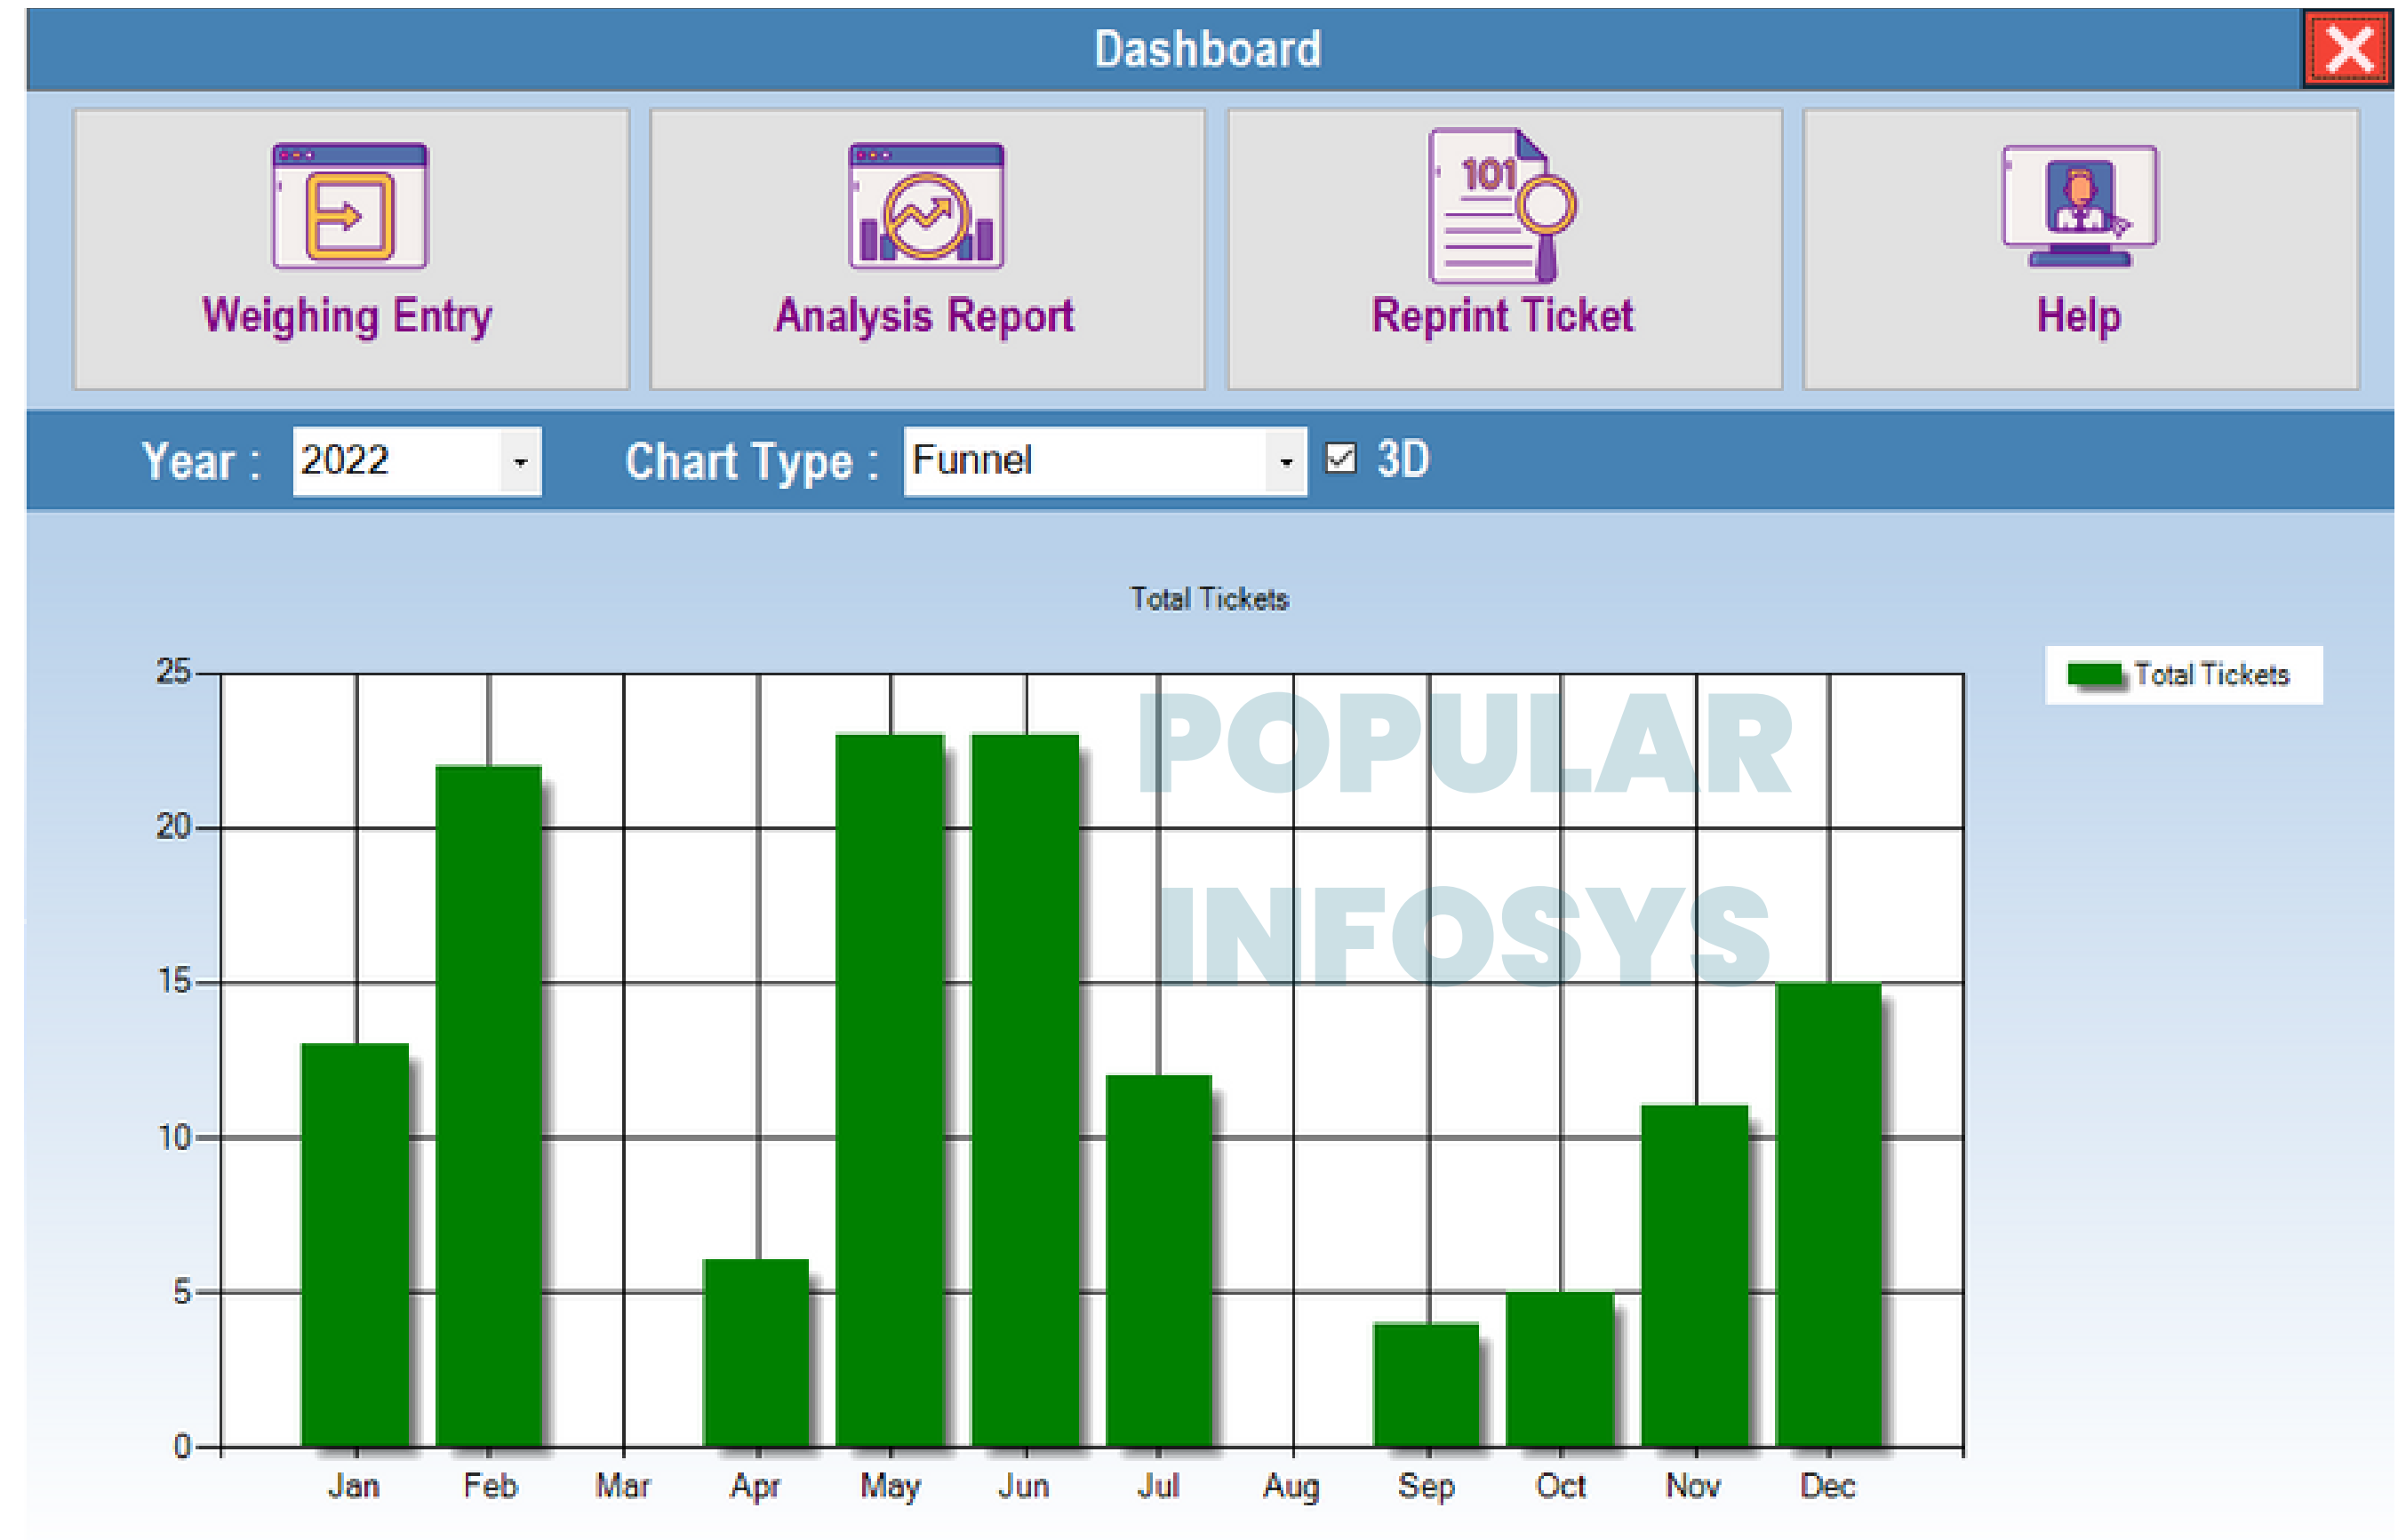 Dashboard
Weighing Entry
Analysis Report
101
Reprint Ticket
Help
Year : 2022 Chart Type : Funnel 3D
Total Tickets
Total Tickets
25
20
15
10
5
0
Jan Feb Mar Apr May Jun Jul Aug Sep Oct Nov Dec
POPULAR
INFOSYS